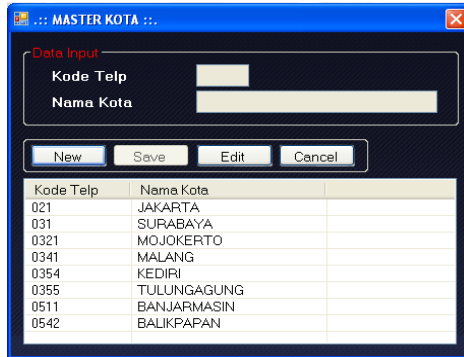 .:: MASTER KOTA ::.
Data Input
Kode Telp
Nama Kota
New Save Edit Cancel
Kode Telp Nama Kota
021 JAKARTA
031 SURABAYA
0321 MOJOKERTO
0341 MALANG
0354 KEDIRI
0355 TULUNGAGUNG
0511 BANJARMASIN
0542 BALIKPAPAN